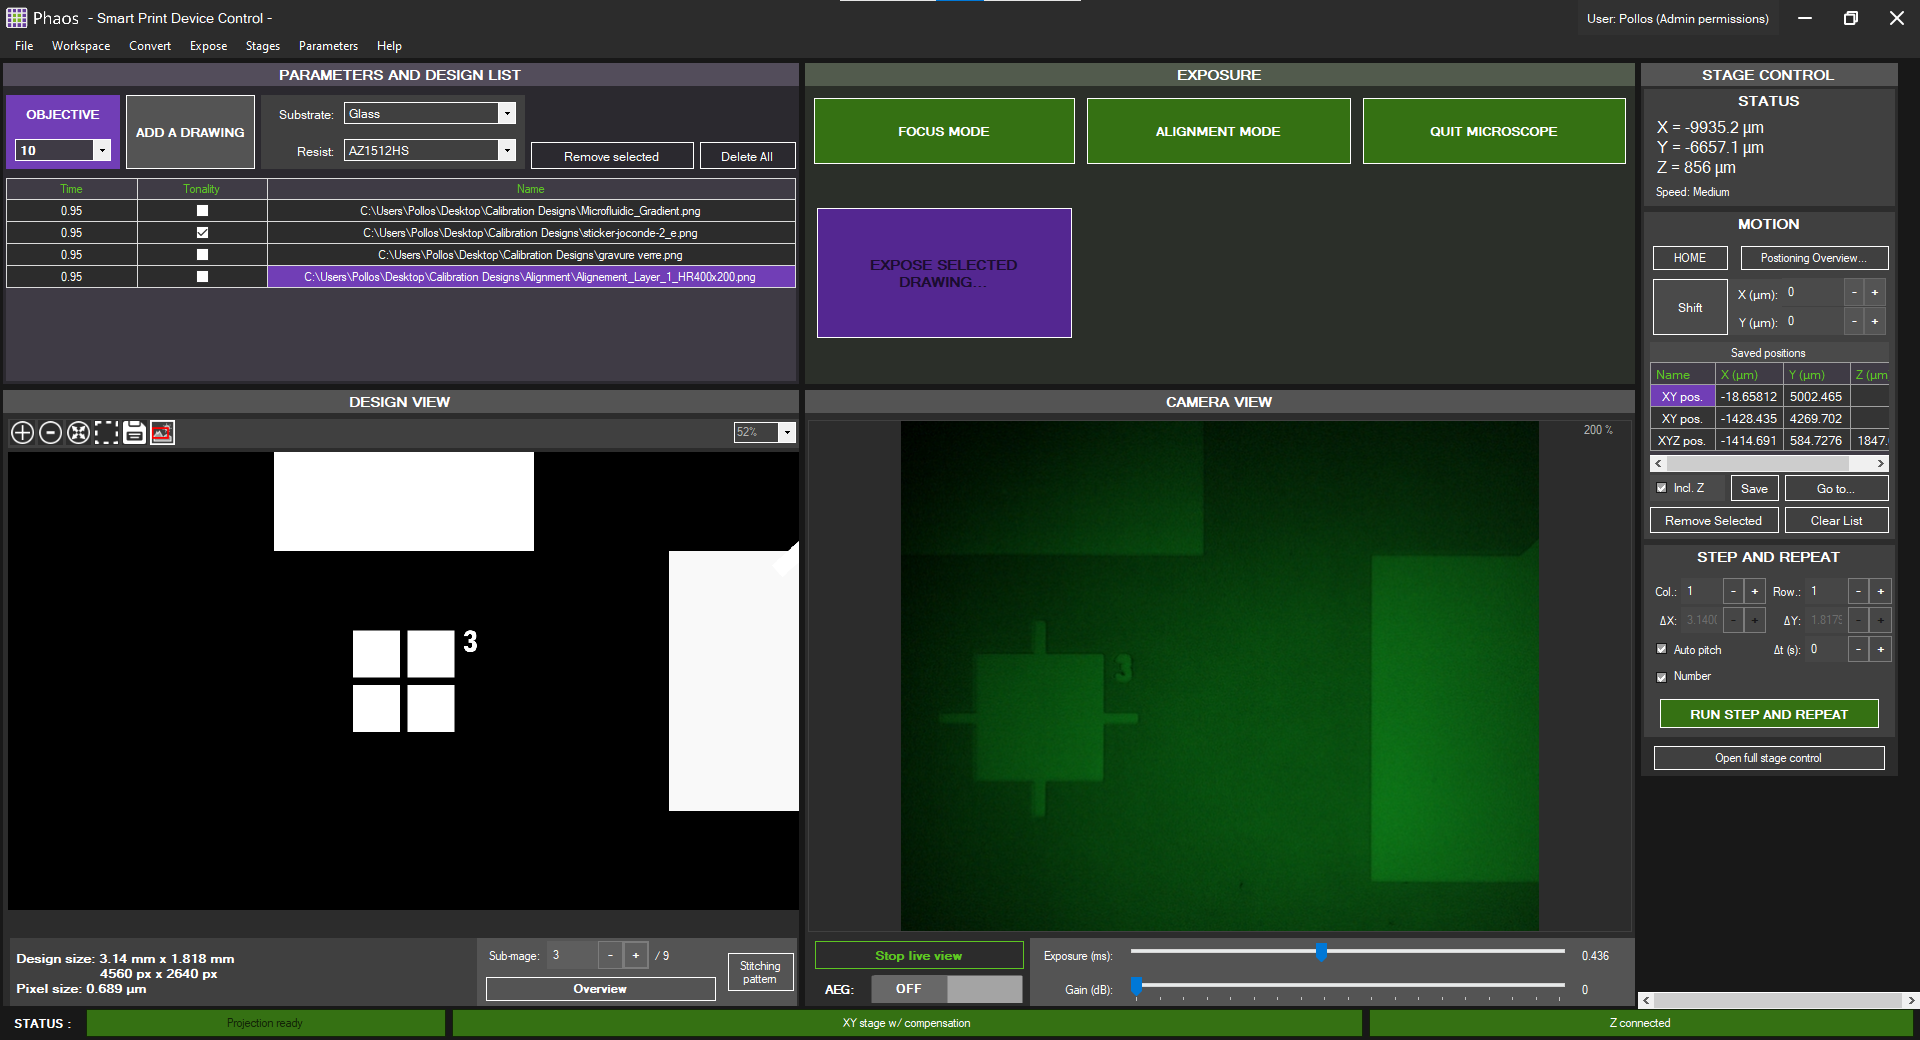 Phaos - Smart Print Device Control -
User: Pollos (Admin permissions)
File Workspace Convert Expose Stages Parameters Help
PARAMETERS AND DESIGN LIST
OBJECTIVE
10
ADD A DRAWING
Substrate: Glass
Resist: AZ1512HS
Remove selected
Delete All
Time Tonality Name
0.95 C:\Users\Pollos\Desktop\Calibration Designs\Microfluidic_Gradient.png
0.95 C:\Users\Pollos\Desktop\Calibration Designs\sticker-joconde-2_e.png
0.95 C:\Users\Pollos\Desktop\Calibration Designs\gravure verre.png
0.95 C:\Users\Pollos\Desktop\Calibration Designs\Alignment\Alignement_Layer_1_HR400x200.png
EXPOSURE
FOCUS MODE
ALIGNMENT MODE
QUIT MICROSCOPE
EXPOSE SELECTED
DRAWING...
DESIGN VIEW
52%
3
Design size: 3.14 mm x 1.818 mm
4560 px x 2640 px
Pixel size: 0.689 µm
Sub-mage: 3 - + / 9
Overview
Stitching
pattern
CAMERA VIEW
200 %
3
Stop live view
AEG: OFF
Exposure (ms): 0.436
Gain (dB): 0
STAGE CONTROL
STATUS
X = -9935.2 µm
Y = -6657.1 µm
Z = 856 µm
Speed: Medium
MOTION
HOME
Postioning Overview...
Shift
X (µm): 0 - +
Y (µm): 0 - +
Saved positions
Name X (µm) Y (µm) Z (µm
XY pos. -18.65812 5002.465
XY pos. -1428.435 4269.702
XYZ pos. -1414.691 584.7276 1847.
Incl. Z
Save
Go to...
Remove Selected
Clear List
STEP AND REPEAT
Col.: 1 - + Row.: 1 - +
ΔX: 3.140 - + ΔY: 1.817 - +
Auto pitch Δt (s): 0 - +
Number
RUN STEP AND REPEAT
Open full stage control
STATUS :
Projection ready
XY stage w/ compensation
Z connected